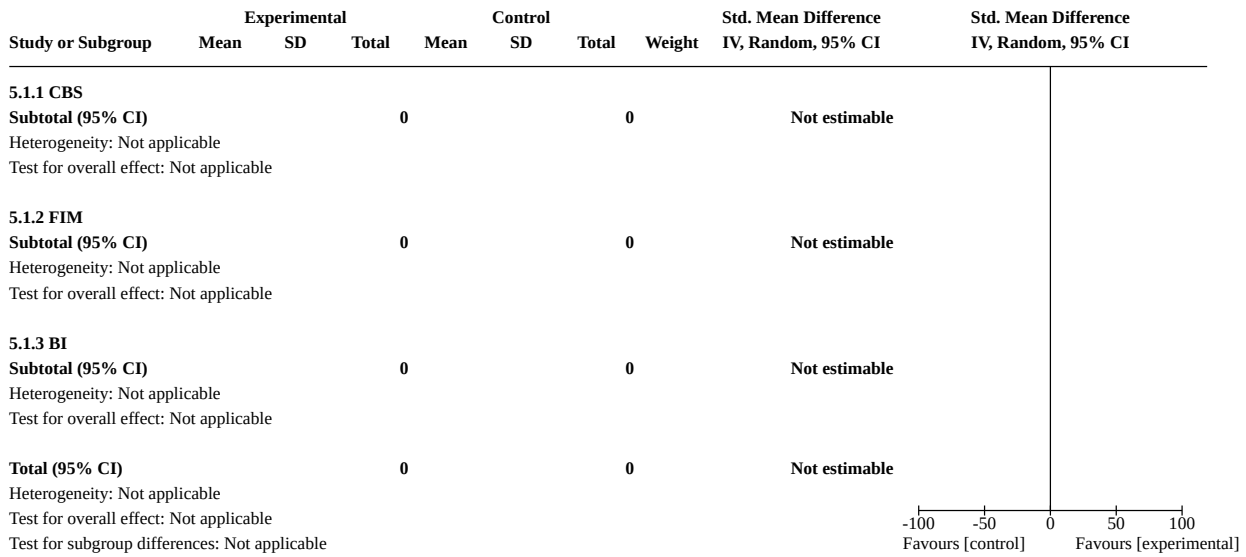 Experimental Control Std. Mean Difference Std. Mean Difference
Study or Subgroup Mean SD Total Mean SD Total Weight IV, Random, 95% CI IV, Random, 95% CI
5.1.1 CBS
Subtotal (95% CI) 0 0 Not estimable
Heterogeneity: Not applicable
Test for overall effect: Not applicable
5.1.2 FIM
Subtotal (95% CI) 0 0 Not estimable
Heterogeneity: Not applicable
Test for overall effect: Not applicable
5.1.3 BI
Subtotal (95% CI) 0 0 Not estimable
Heterogeneity: Not applicable
Test for overall effect: Not applicable
Total (95% CI) 0 0 Not estimable
Heterogeneity: Not applicable
Test for overall effect: Not applicable
-100 -50 0 50 100
Test for subgroup differences: Not applicable Favours [control] Favours [experimental]